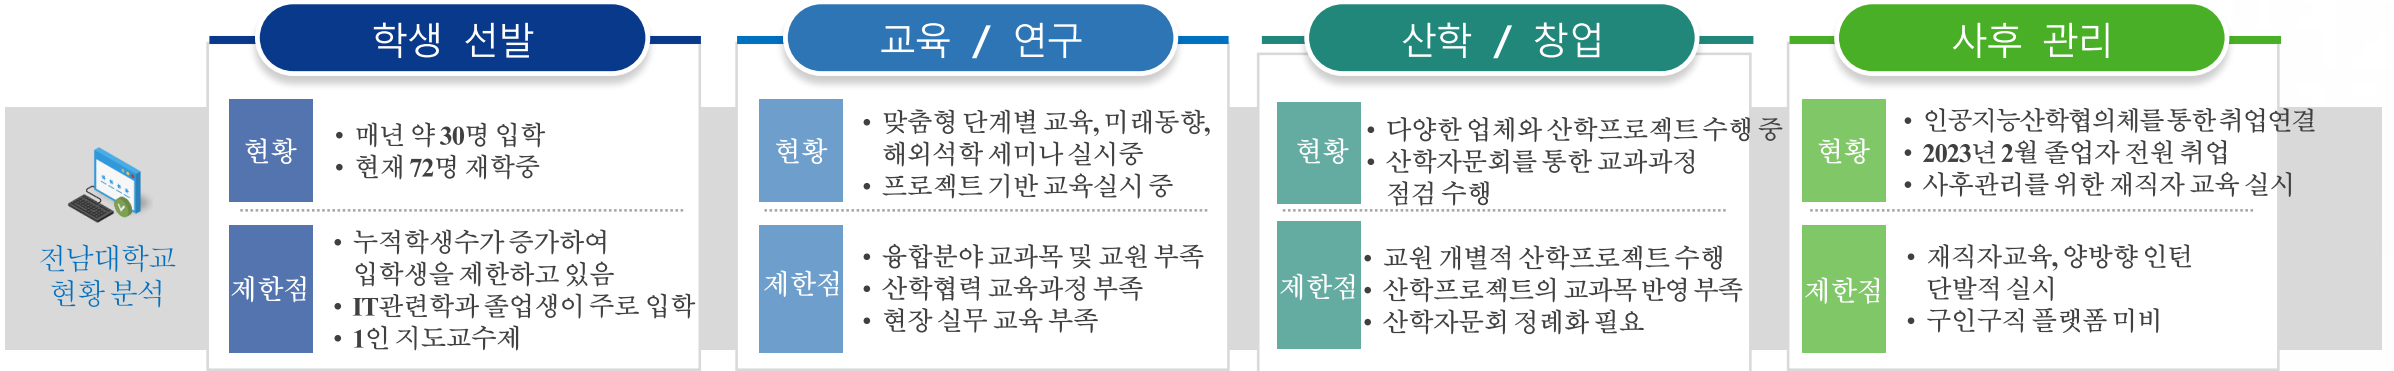 전남대학교
현황 분석
학생 선발
현황
• 매년 약 30명 입학
• 현재 72명 재학중
제한점
• 누적학생수가 증가하여
입학생을 제한하고 있음
• IT관련학과 졸업생이 주로 입학
• 1인 지도교수제
교육 / 연구
현황
• 맞춤형 단계별 교육, 미래동향,
해외석학 세미나 실시중
• 프로젝트 기반 교육실시 중
제한점
• 융합분야 교과목 및 교원 부족
• 산학협력 교육과정 부족
• 현장 실무 교육 부족
산학 / 창업
현황
• 다양한 업체와 산학프로젝트 수행 중
• 산학자문회를 통한 교과과정
점검 수행
제한점
• 교원 개별적 산학프로젝트 수행
• 산학프로젝트의 교과목 반영 부족
• 산학자문회 정례화 필요
사후 관리
현황
• 인공지능산학협의체를 통한 취업연결
• 2023년 2월 졸업자 전원 취업
• 사후관리를 위한 재직자 교육 실시
제한점
• 재직자교육, 양방향 인턴
단발적 실시
• 구인구직 플랫폼 미비